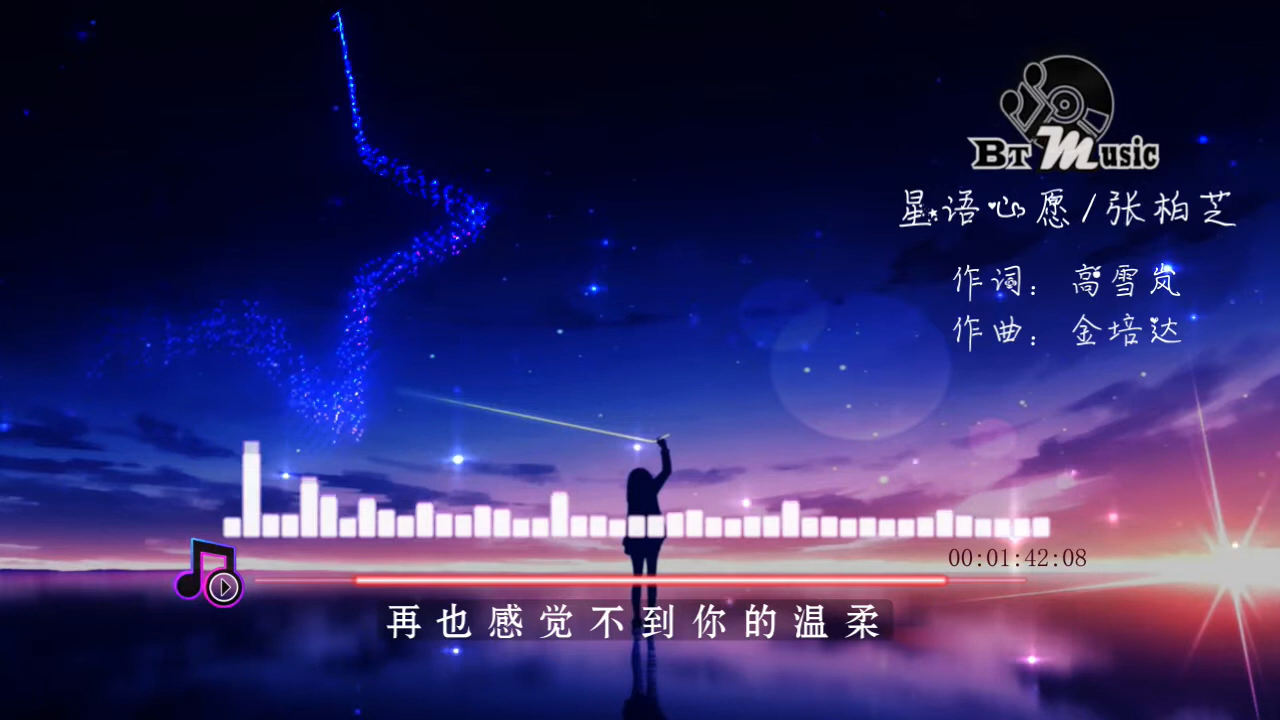 BT Music
星语心愿/张柏芝
作词：高雪岚
作曲：金培达
00:01:42:08
再也感觉不到你的温柔